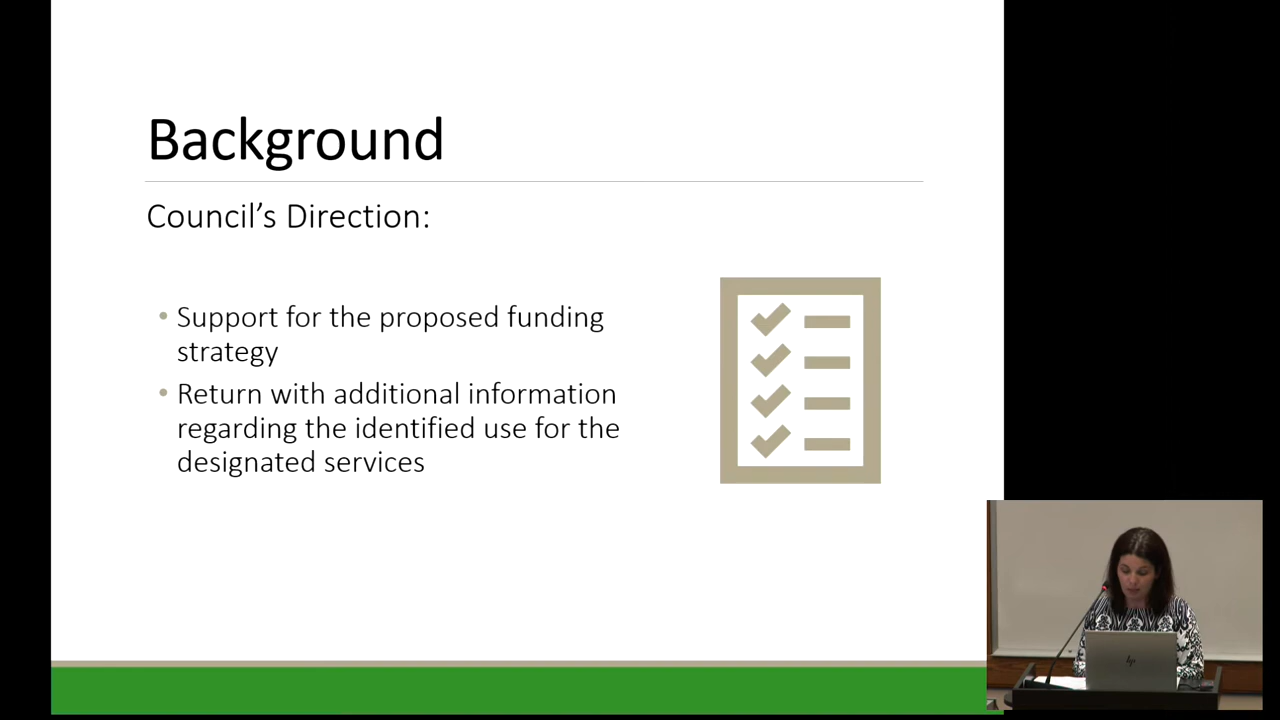 Background
Council’s Direction:
• Support for the proposed funding
strategy
• Return with additional information
regarding the identified use for the
designated services
hp